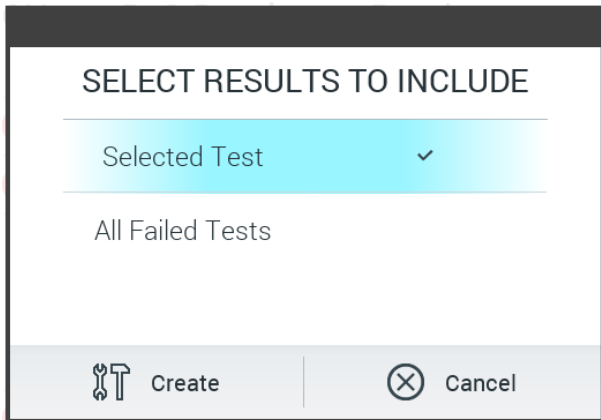 SELECT RESULTS TO INCLUDE
Selected Test
All Failed Tests
Create
Cancel